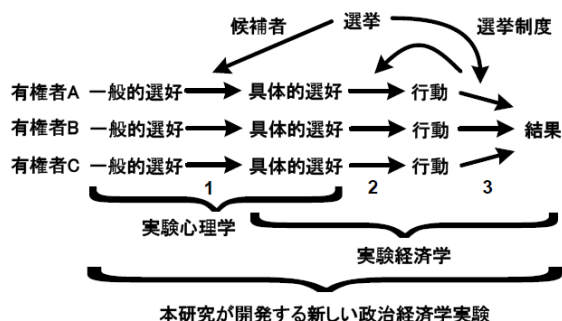 候補者 選挙 選挙制度
有権者A 一般的選好 具体的選好 行動
有権者B 一般的選好 具体的選好 行動 結果
有権者C 一般的選好 具体的選好 行動
1 2 3
実験心理学
実験経済学
本研究が開発する新しい政治経済学実験